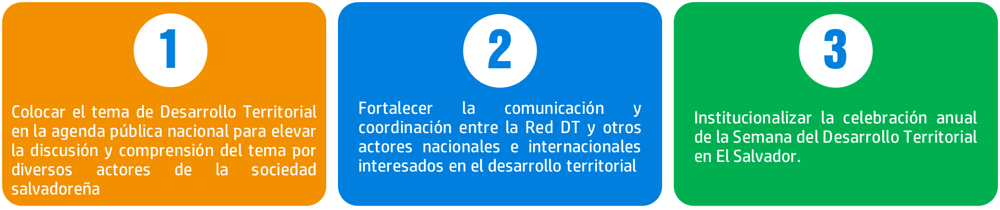 1
Colocar el tema de Desarrollo Territorial
en la agenda pública nacional para elevar
la discusión y comprensión del tema por
diversos actores de la sociedad
salvadoreña
2
Fortalecer la comunicación y
coordinación entre la Red DT y otros
actores nacionales e internacionales
interesados en el desarrollo territorial
3
Institucionalizar la celebración anual
de la Semana del Desarrollo Territorial
en El Salvador.